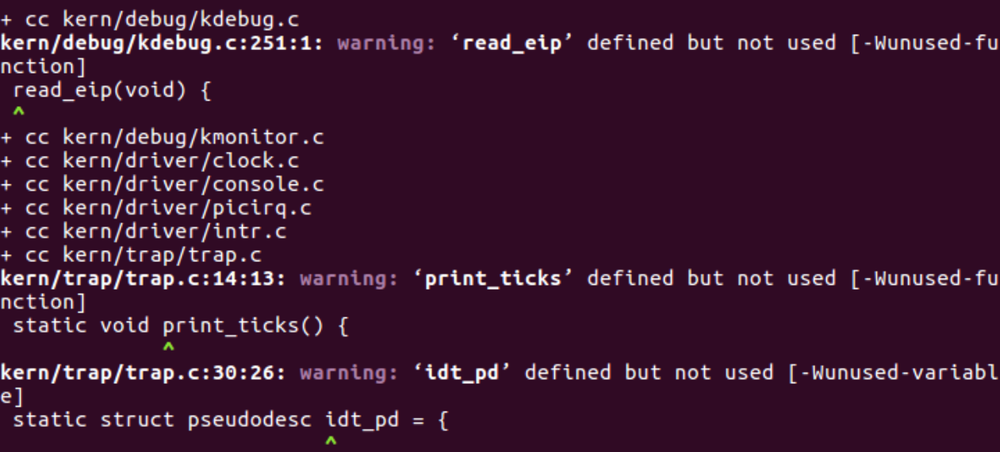 + cc kern/debug/kdebug.c
kern/debug/kdebug.c:251:1: warning: ‘read_eip’ defined but not used [-Wunused-fu
nction]
 read_eip(void) {
 ^
+ cc kern/debug/kmonitor.c
+ cc kern/driver/clock.c
+ cc kern/driver/console.c
+ cc kern/driver/picirq.c
+ cc kern/driver/intr.c
+ cc kern/trap/trap.c
kern/trap/trap.c:14:13: warning: ‘print_ticks’ defined but not used [-Wunused-fu
nction]
 static void print_ticks() {
             ^
kern/trap/trap.c:30:26: warning: ‘idt_pd’ defined but not used [-Wunused-variabl
e]
 static struct pseudodesc idt_pd = {
                          ^